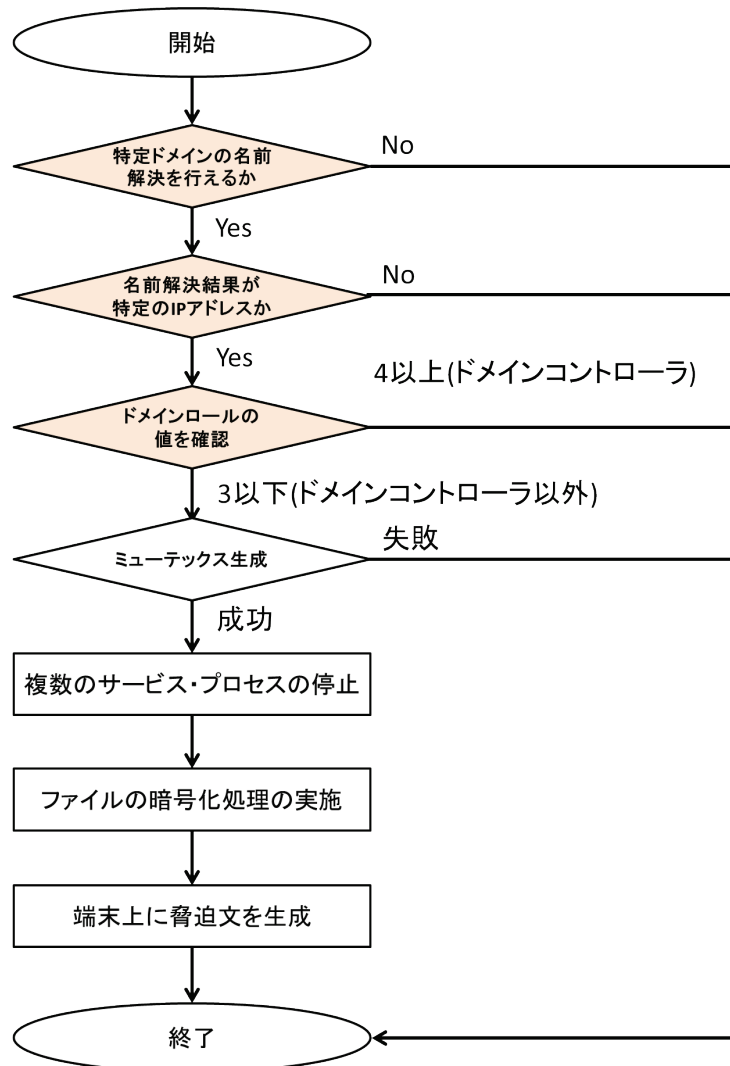 開始
特定ドメインの名前
解決を行えるか
No
Yes
名前解決結果が
特定のIPアドレスか
No
Yes
4以上(ドメインコントローラ)
ドメインロールの
値を確認
3以下(ドメインコントローラ以外)
ミューテックス生成
失敗
成功
複数のサービス・プロセスの停止
ファイルの暗号化処理の実施
端末上に脅迫文を生成
終了